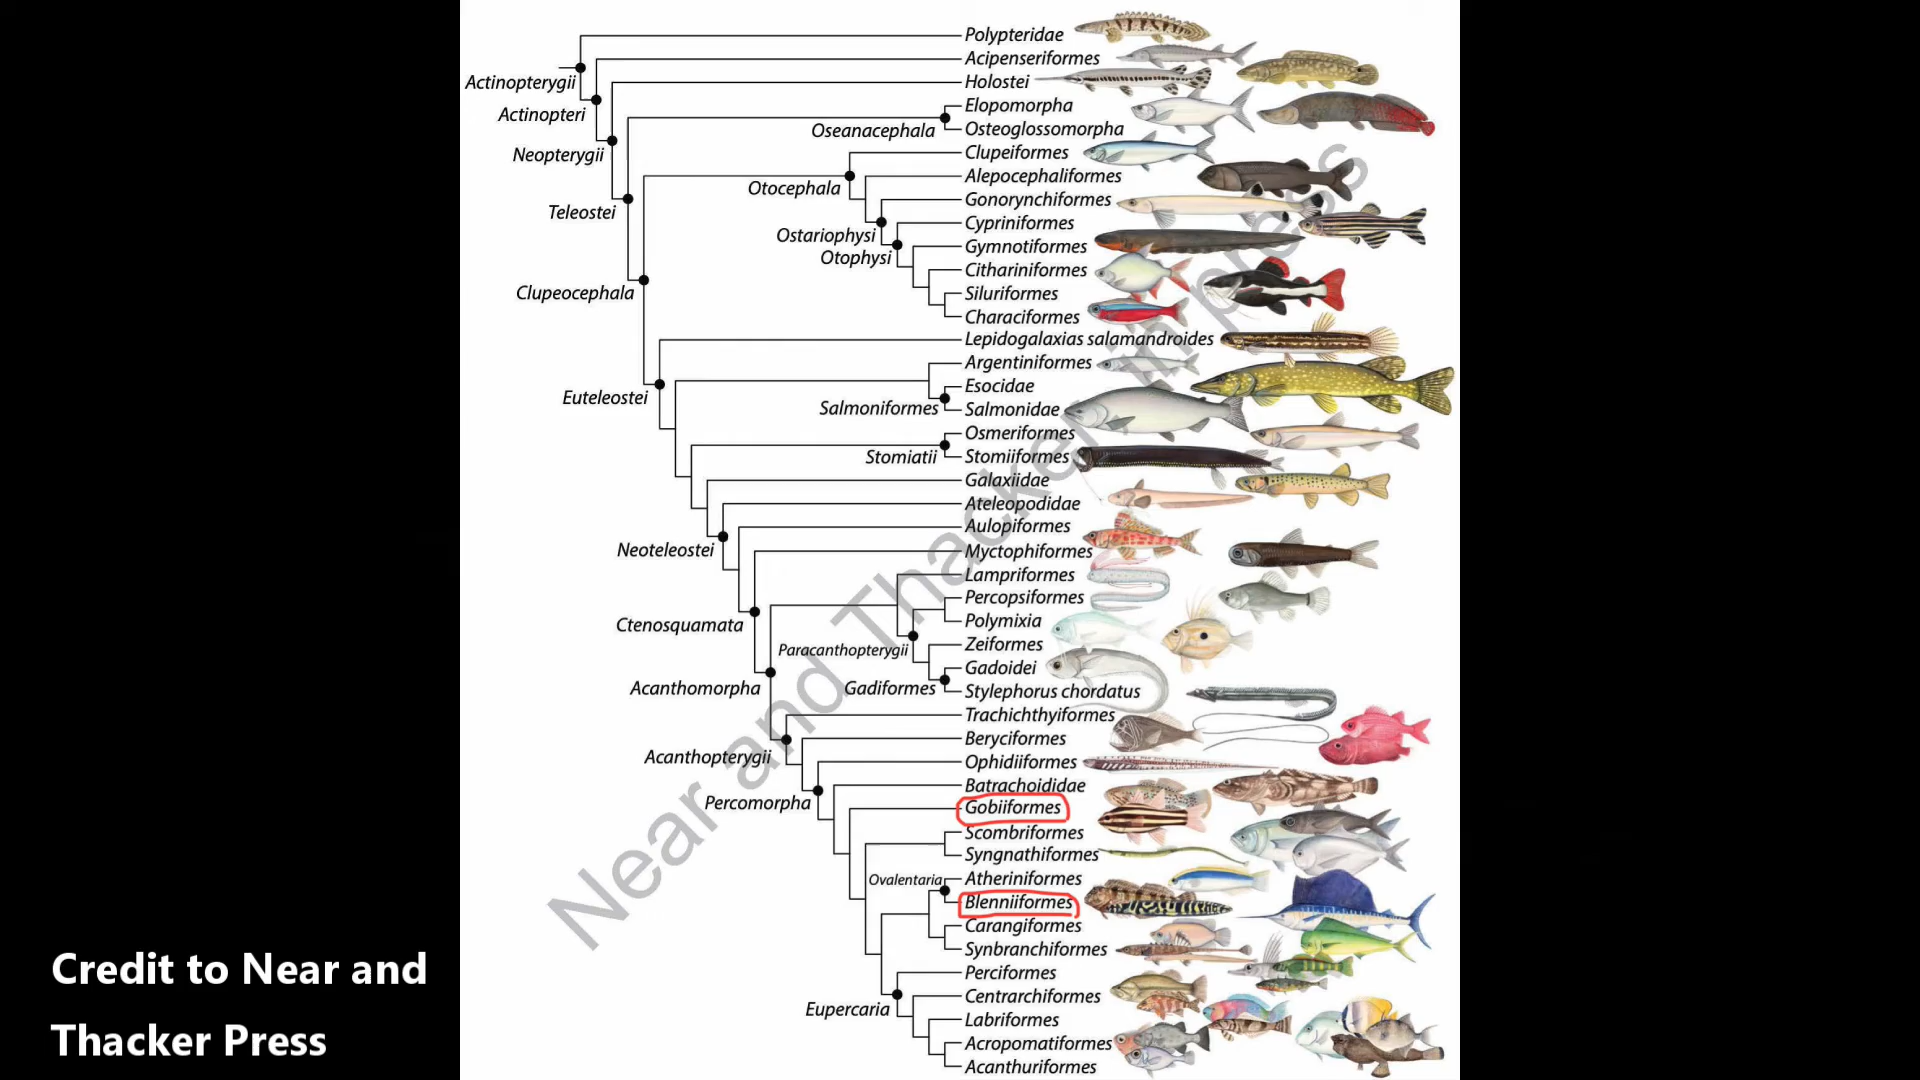 Polypteridae
Acipenseriformes
Actinopterygii
Holostei
Elopomorpha
Actinopteri
Oseanacephala
Osteoglossomorpha
Neopterygii
Clupeiformes
Alepocephaliformes
Otocephala
Gonorynchiformes
Teleostei
Cypriniformes
Ostariophysi
Gymnotiformes
Otophysi
Cithariniformes
Clupeocephala
Siluriformes
Characiformes
Lepidogalaxias salamandroides
Argentiniformes
Esocidae
Euteleostei
Salmoniformes
Salmonidae
Osmeriformes
Stomiatii
Stomiiformes
Galaxiidae
Ateleopodidae
Aulopiformes
Neoteleostei
Myctophiformes
Lampriformes
Percopsiformes
Ctenosquamata
Polymixia
Zeiformes
Paracanthopterygii
Gadoidei
Acanthomorpha
Gadiformes
Stylephorus chordatus
Trachichthyiformes
Beryciformes
Acanthopterygii
Ophidiiformes
Batrachoididae
Percomorpha
Gobiiformes
Scombriformes
Syngnathiformes
Ovalentaria
Atheriniformes
Blenniiformes
Carangiformes
Synbranchiformes
Perciformes
Centrarchiformes
Eupercaria
Labriformes
Acropomatiformes
Acanthuriformes
Near and Thacker in press
Credit to Near and
Thacker Press